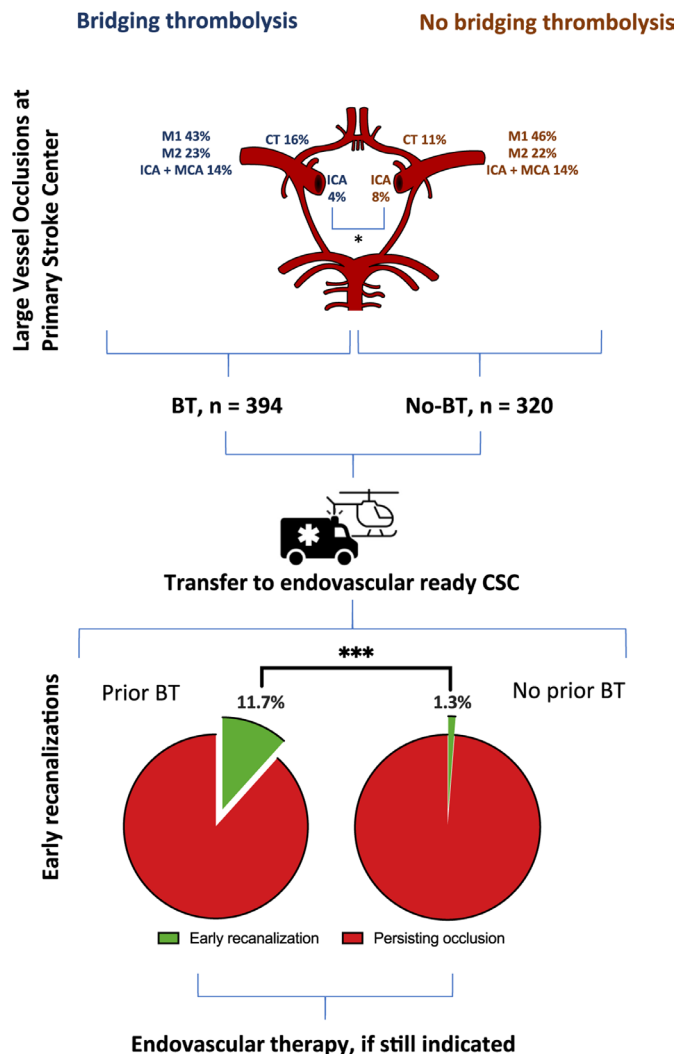 Bridging thrombolysis
No bridging thrombolysis
Large Vessel Occlusions at
Primary Stroke Center
M1 43%
M2 23%
ICA + MCA 14%
CT 16%
CT 11%
M1 46%
M2 22%
ICA + MCA 14%
ICA
4%
ICA
8%
*
BT, n = 394
No-BT, n = 320
Transfer to endovascular ready CSC
Early recanalizations
***
Prior BT
No prior BT
11.7%
1.3%
Early recanalization
Persisting occlusion
Endovascular therapy, if still indicated